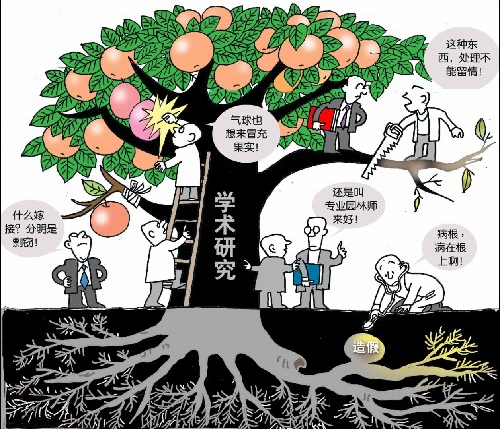 这种东
西,处理不
能留情!
气球也
想来冒充
果实!
什么嫁
接?分明是
剽窃!
学术研究
还是叫
专业园林师
来好!
病根,
病在根
上啊!
造假